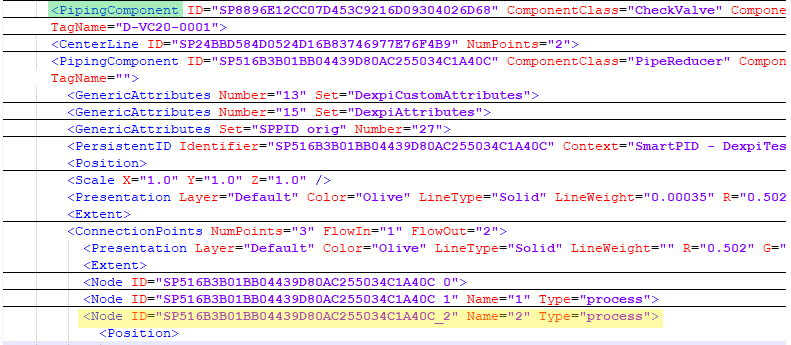 <PipingComponent ID="SP8896E12CC07D453C9216D09304026D68" ComponentClass="CheckValve" Compone
TagName="D-VC20-0001">
<CenterLine ID="SP24BBD584D0524D16B83746977E76F4B9" NumPoints="2">
<PipingComponent ID="SP516B3B01BB04439D80AC255034C1A40C" ComponentClass="PipeReducer" Compon
TagName="">
<GenericAttributes Number="13" Set="DexpiCustomAttributes">
<GenericAttributes Number="15" Set="DexpiAttributes">
<GenericAttributes Set="SPPID orig" Number="27">
<PersistentID Identifier="SP516B3B01BB04439D80AC255034C1A40C" Context="SmartPID - DexpiTes
<Position>
<Scale X="1.0" Y="1.0" Z="1.0" />
<Presentation Layer="Default" Color="Olive" LineType="Solid" LineWeight="0.00035" R="0.502
<Extent>
<ConnectionPoints NumPoints="3" FlowIn="1" FlowOut="2">
<Presentation Layer="Default" Color="Olive" LineType="Solid" LineWeight="" R="0.502" G="
<Extent>
<Node ID="SP516B3B01BB04439D80AC255034C1A40C_0">
<Node ID="SP516B3B01BB04439D80AC255034C1A40C_1" Name="1" Type="process">
<Node ID="SP516B3B01BB04439D80AC255034C1A40C_2" Name="2" Type="process">
<Position>